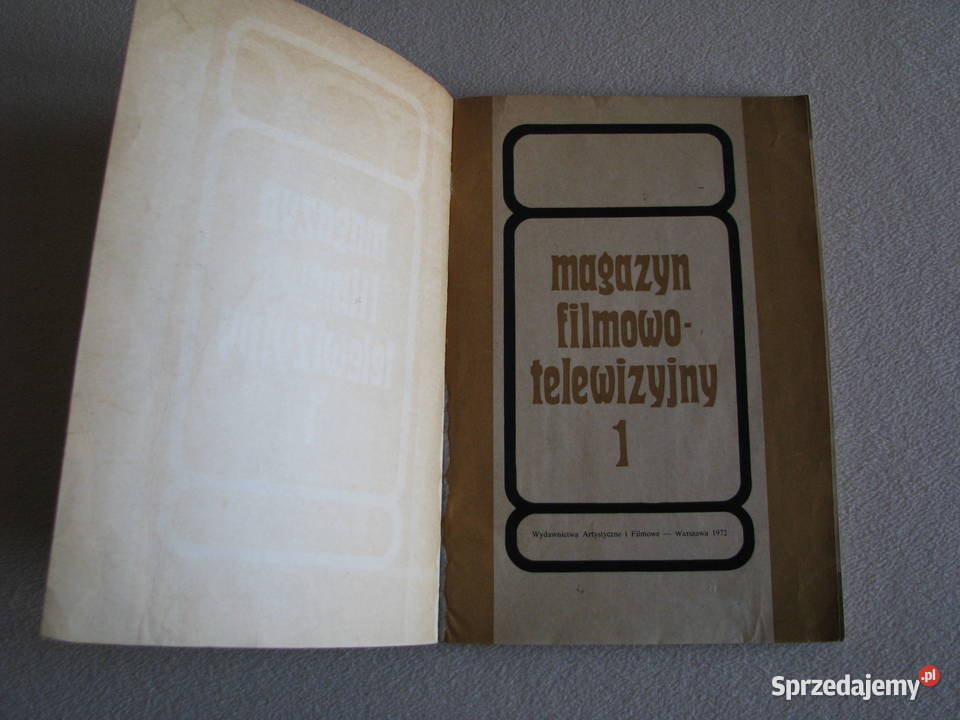 magazyn
filmowo-
telewizyjny
1
Wydawnictwa Artystyczne i Filmowe — Warszawa 1972
Sprzedajemy.pl